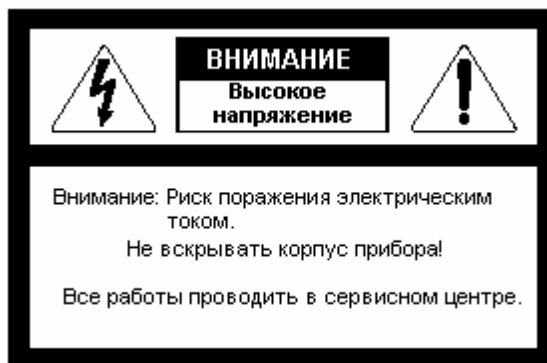 ВНИМАНИЕ
Высокое
напряжение
Внимание: Риск поражения электрическим
током.
Не вскрывать корпус прибора!
Все работы проводить в сервисном центре.